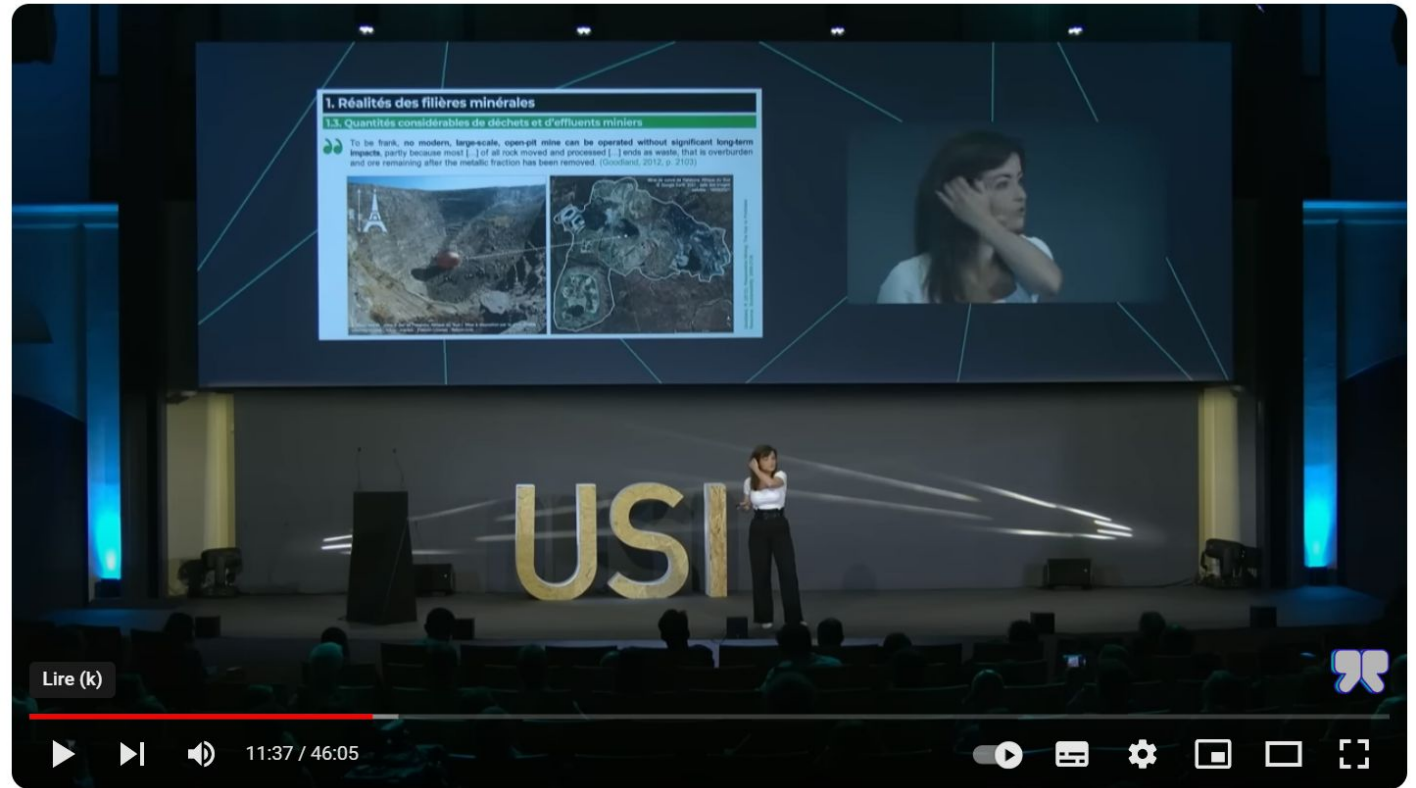 1. Réalités des filières minérales
1.3. Quantités considérables de déchets et d'effluents miniers
To be frank, no modern, large-scale, open-pit mine can be operated without significant long-term
impacts, partly because most [...] of all rock moved and processed [...] ends as waste, that is overburden
and ore remaining after the metallic fraction has been removed. (Goodland, 2012, p. 2103)
USI
Lire (k)
11:37 / 46:05